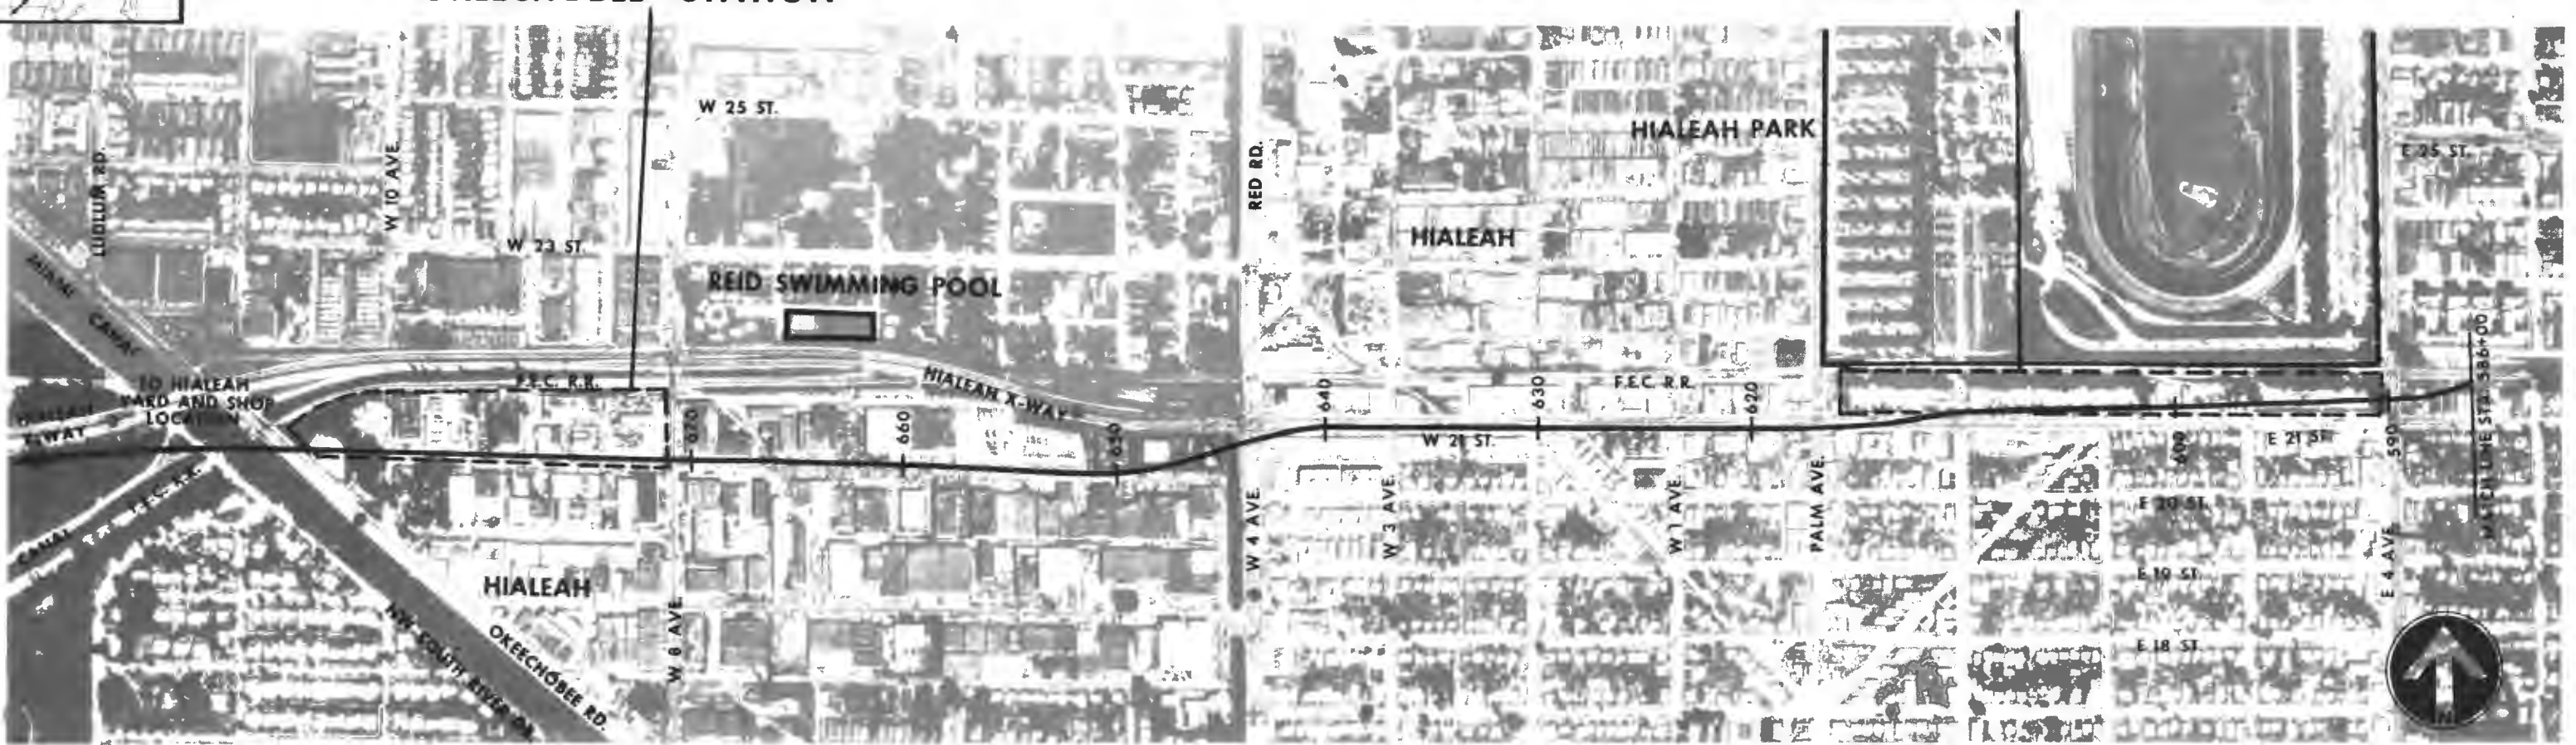 W 25 ST.
LUDLUM RD.
W 10 AVE.
RED RD.
HIALEAH PARK
E 25 ST.
W 23 ST.
HIALEAH
MIAMI CANAL
REID SWIMMING POOL
TO HIALEAH
YARD AND SHOP
LOCATION
F.E.C. R.R.
HIALEAH X-WAY
F.E.C. R.R.
MATCH LINE STA 586+00
X-WAY
670
660
650
640
630
620
600
590
W 21 ST.
E 21 ST
CANAL
F.E.C. R.R.
W 4 AVE.
W 3 AVE.
W 1 AVE.
PALM AVE.
E 20 ST.
E 4 AVE.
HIALEAH
E 19 ST.
NW SOUTH RIVER DR.
OKEECHOBEE RD.
W 8 AVE.
E 18 ST.
N